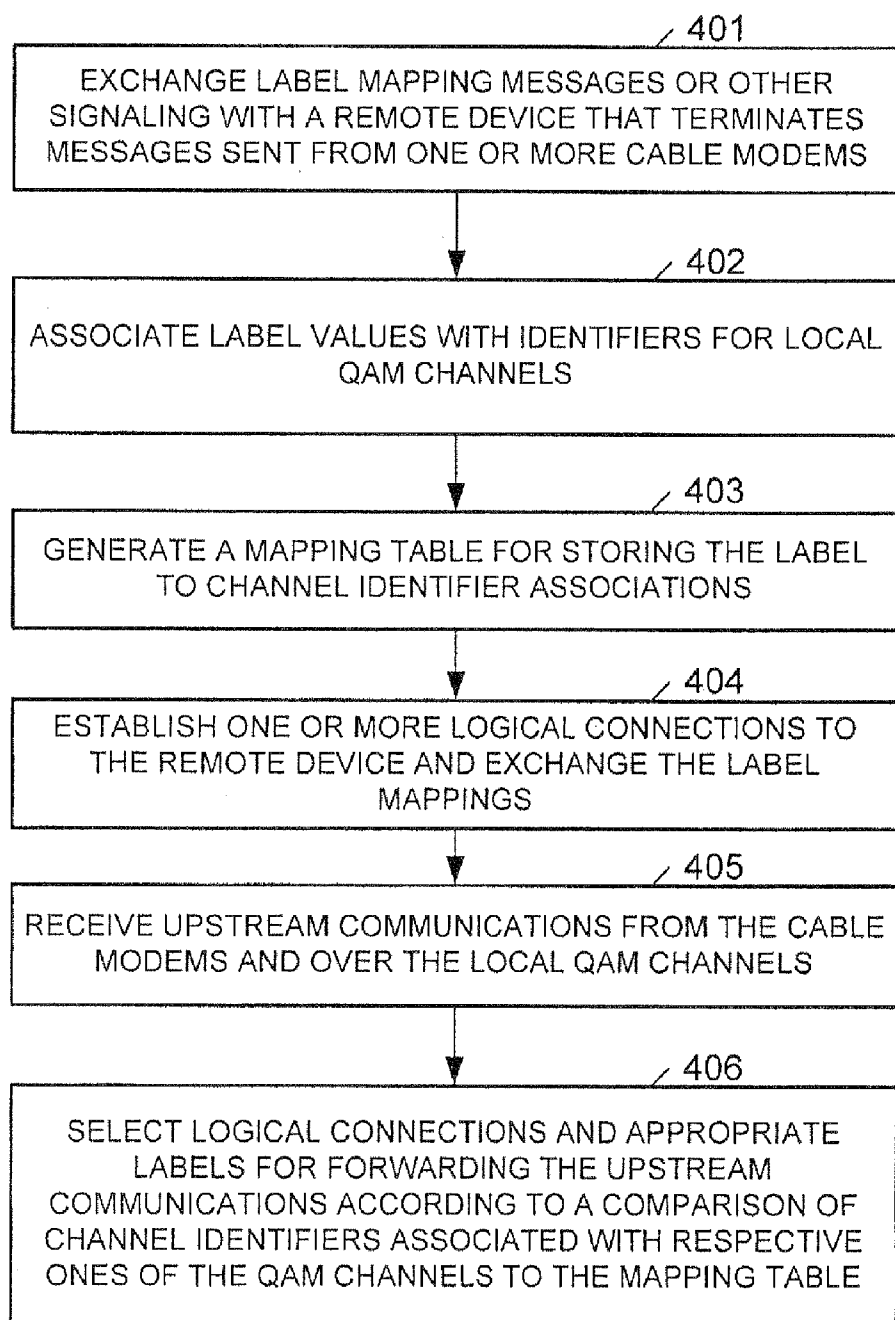 401
EXCHANGE LABEL MAPPING MESSAGES OR OTHER
SIGNALING WITH A REMOTE DEVICE THAT TERMINATES
MESSAGES SENT FROM ONE OR MORE CABLE MODEMS
402
ASSOCIATE LABEL VALUES WITH IDENTIFIERS FOR LOCAL
QAM CHANNELS
403
GENERATE A MAPPING TABLE FOR STORING THE LABEL
TO CHANNEL IDENTIFIER ASSOCIATIONS
404
ESTABLISH ONE OR MORE LOGICAL CONNECTIONS TO
THE REMOTE DEVICE AND EXCHANGE THE LABEL
MAPPINGS
405
RECEIVE UPSTREAM COMMUNICATIONS FROM THE CABLE
MODEMS AND OVER THE LOCAL QAM CHANNELS
406
SELECT LOGICAL CONNECTIONS AND APPROPRIATE
LABELS FOR FORWARDING THE UPSTREAM
COMMUNICATIONS ACCORDING TO A COMPARISON OF
CHANNEL IDENTIFIERS ASSOCIATED WITH RESPECTIVE
ONES OF THE QAM CHANNELS TO THE MAPPING TABLE